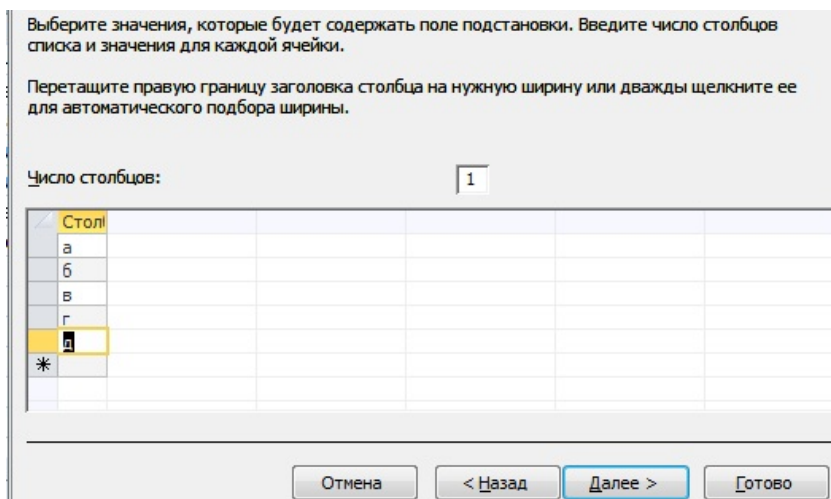 Выберите значения, которые будет содержать поле подстановки. Введите число столбцов
списка и значения для каждой ячейки.
Перетащите правую границу заголовка столбца на нужную ширину или дважды щелкните ее
для автоматического подбора ширины.
Число столбцов: 1
Столб
а
б
в
г
д
*
Отмена < Назад Далее > Готово